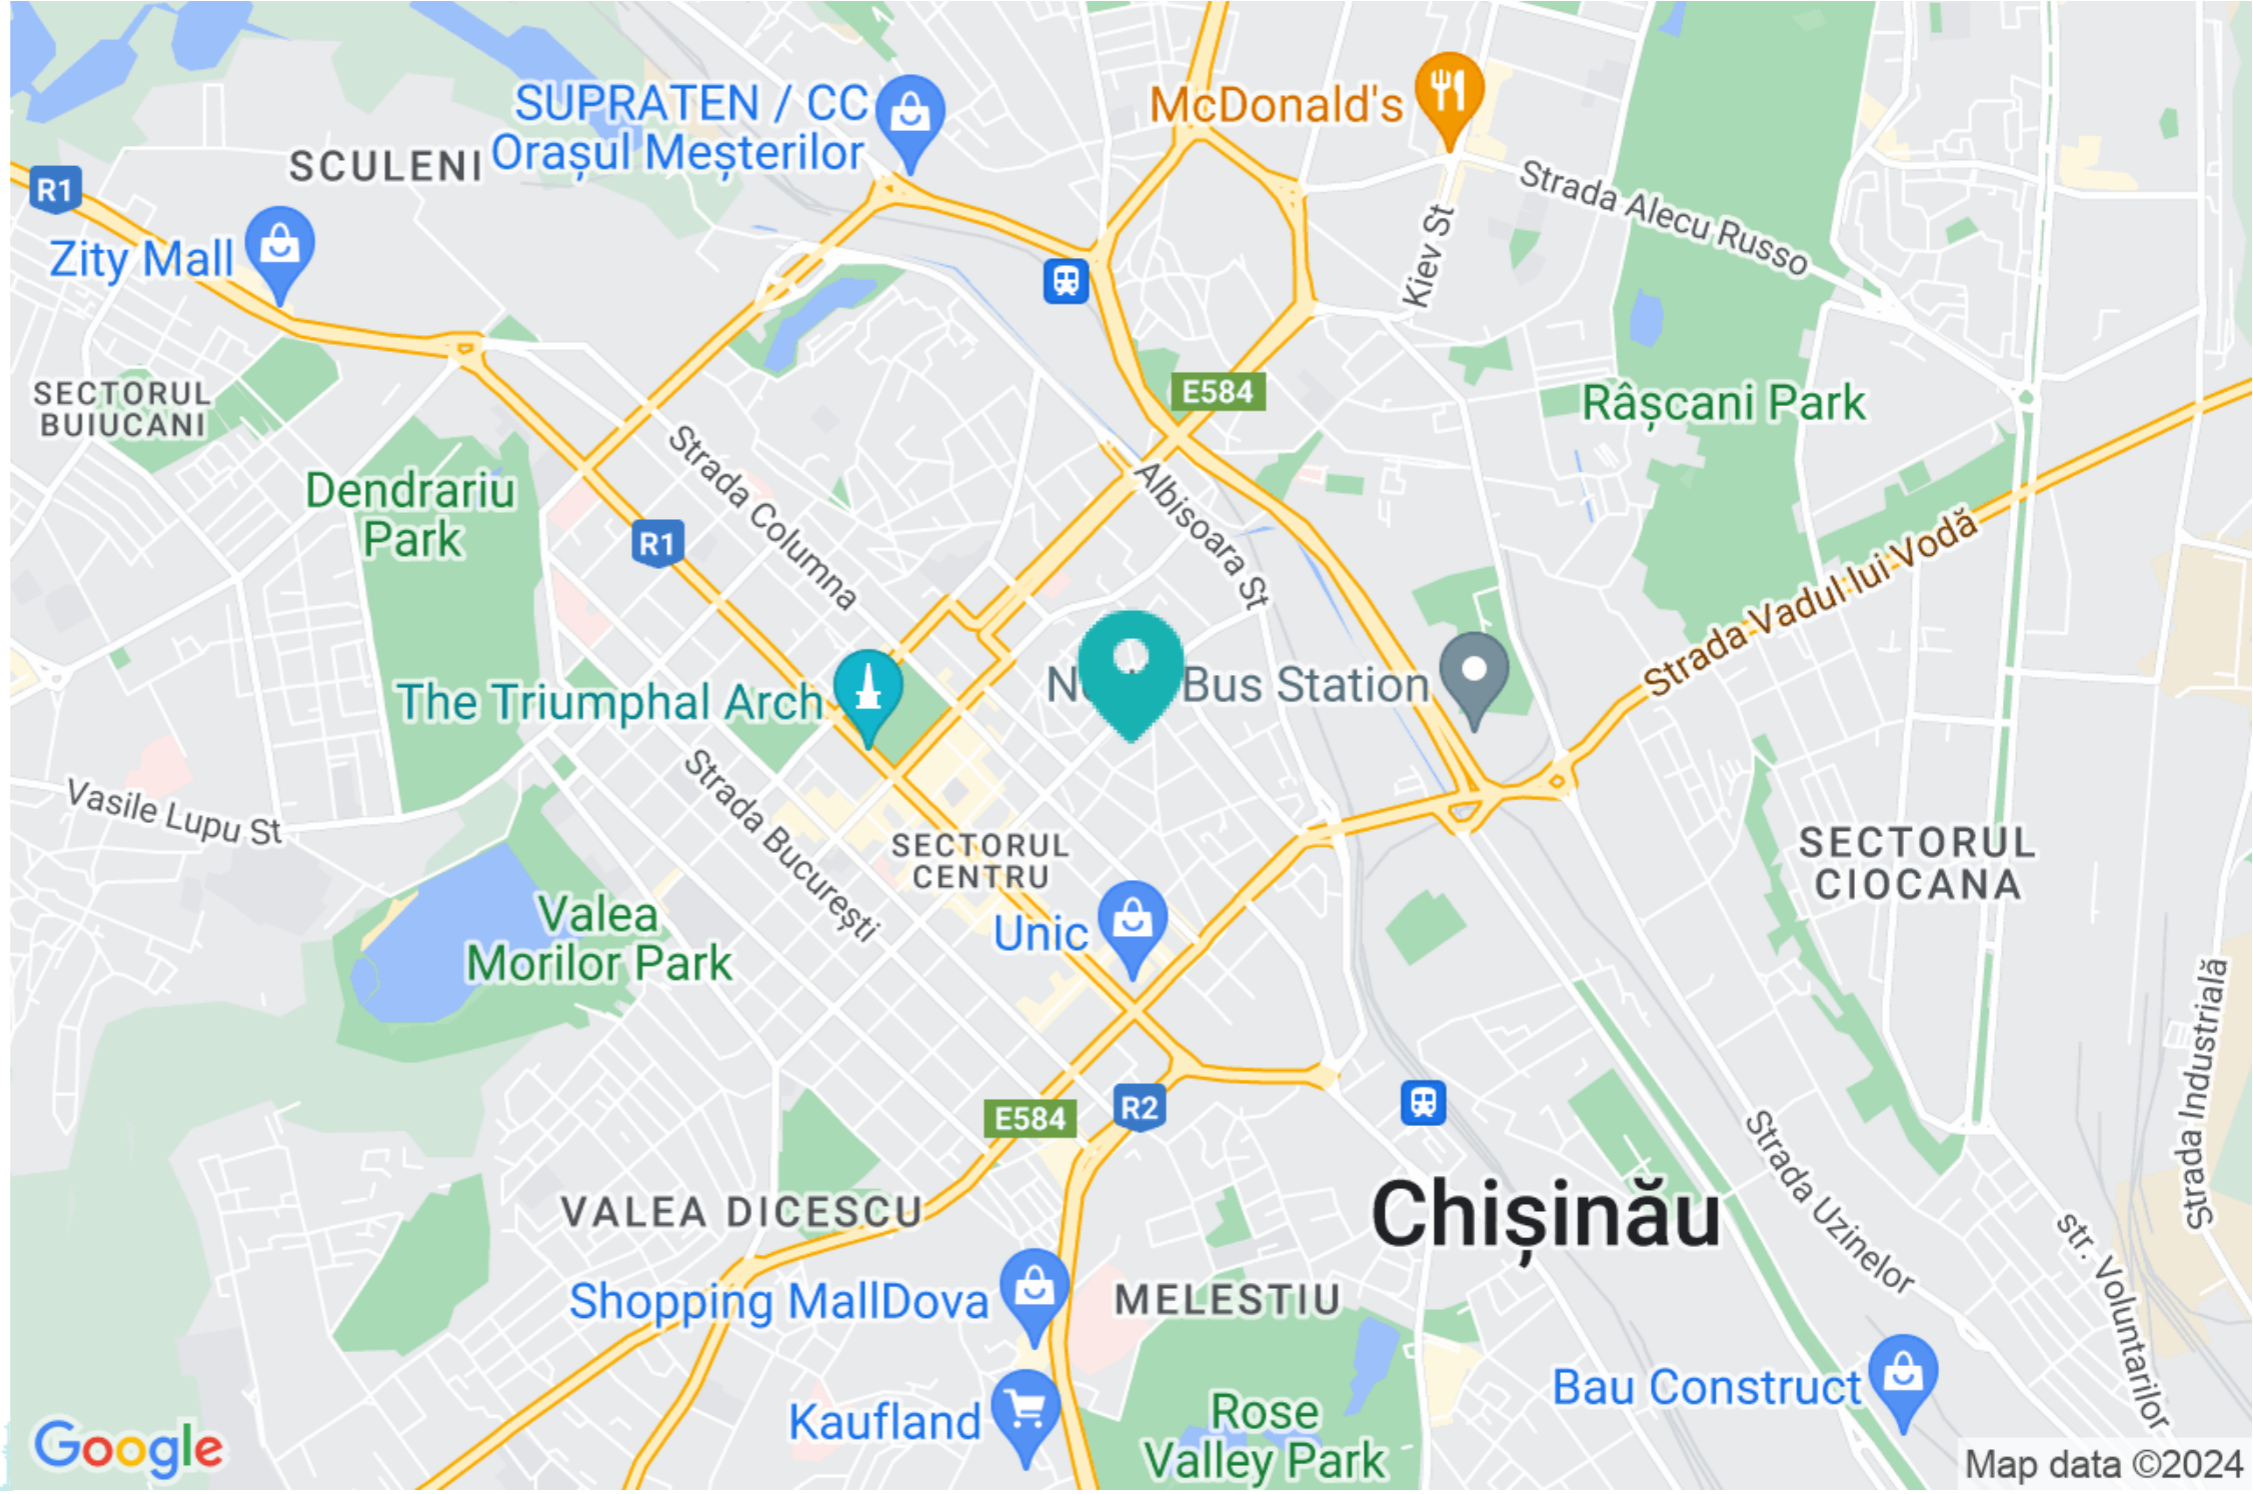 SUPRATEN / CC
Orașul Meșterilor
McDonald's
SCULENI
R1
Zity Mall
Strada Alecu Russo
Kiev St
SECTORUL
BUIUCANI
E584
Râșcani Park
Dendrariu
Park
Strada Columna
R1
Albișoara St
Strada Vadul lui Vodă
The Triumphal Arch
Bus Station
Vasile Lupu St
Strada București
SECTORUL
CENTRU
SECTORUL
CIOCANA
Valea
Morilor Park
Unic
Strada Industrială
E584
R2
Strada Uzinelor
VALEA DICESCU
Chișinău
str. Voluntarilor
Shopping MallDova
MELESTIU
Bau Construct
Kaufland
Rose
Valley Park
Google
Map data ©2024